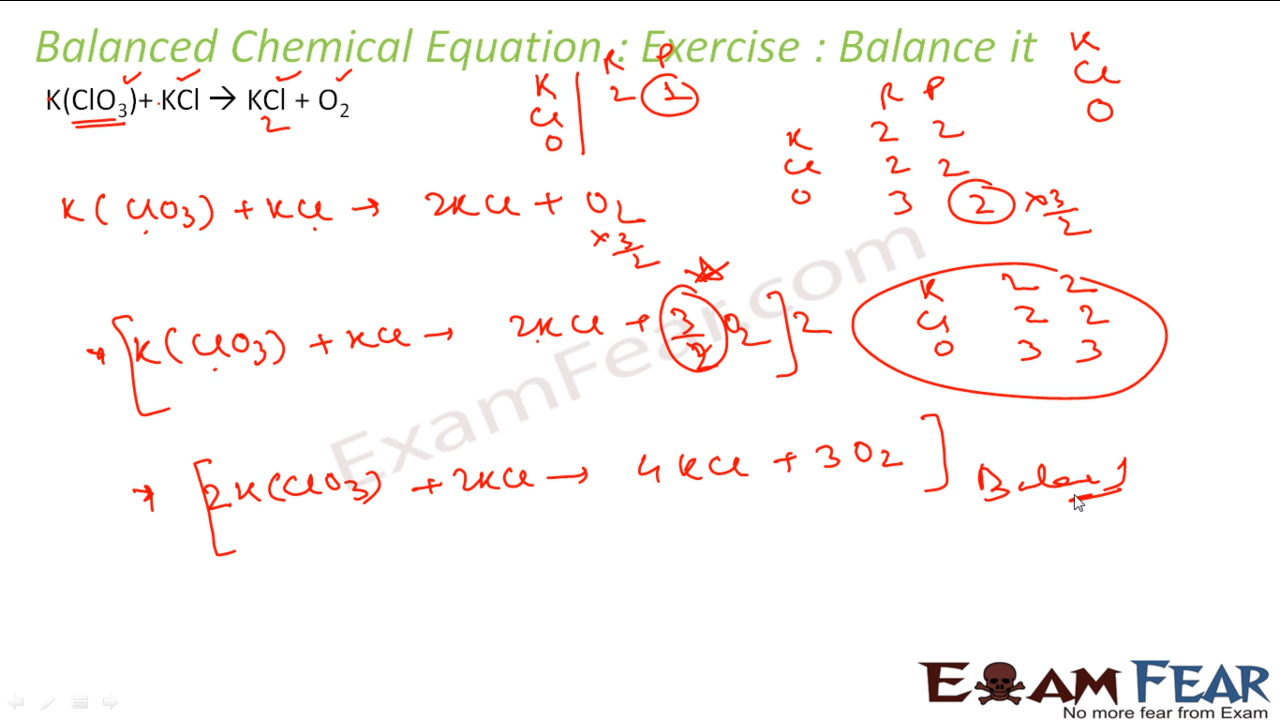 Balanced Chemical Equation : Exercise : Balance it
K(ClO3)+ KCl → KCl + O2
2
R P
K 2 1
Cl
O
K
Cl
O
R P
K 2 2
Cl 2 2
O 3 2 × 3/2
K(ClO3) + KCl → 2KCl + O2
× 3/2
[K(ClO3) + KCl → 2KCl + 3/2 O2] 2
K 2 2
Cl 2 2
O 3 3
[2K(ClO3) + 2KCl → 4KCl + 3O2]
ExamFear.com
EXAM FEAR
No more fear from Exam